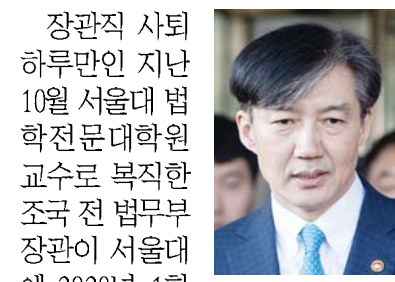 장관직 사퇴
하루만인 지난
10월 서울대 법
학전문대학원
교수로 복직한
조국 전 법무부
장관이 서울대